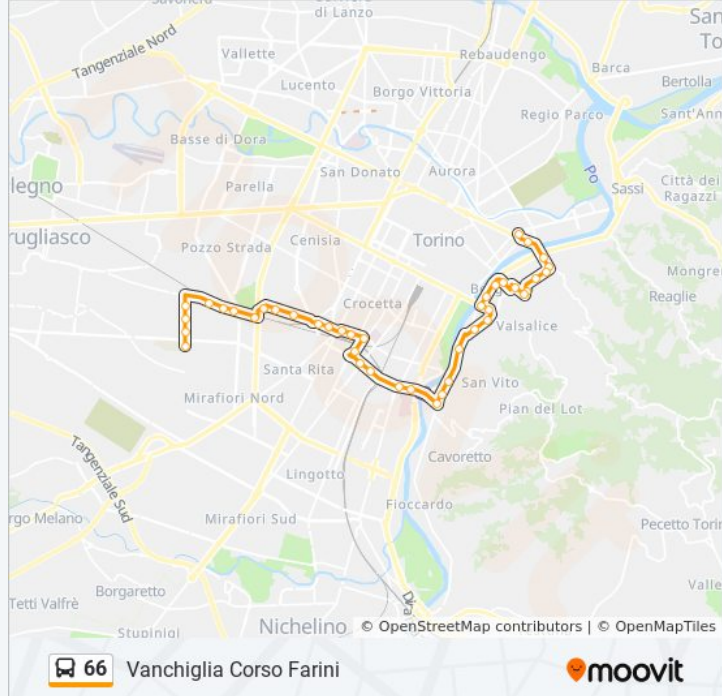 di Lanzo
San
To
Tangenziale Nord
Vallette
Rebaudengo
Barca
Lucento
Borgo Vittoria
Bertolla
Regio Parco
Sant'Ann
Basse di Dora
San Donato
Aurora
Po
legno
Parella
Sassi
Città dei
Ragazzi
rugliasco
Pozzo Strada
Cenisia
Torino
Mongre
Crocetta
Reaglie
Valsalice
Santa Rita
San Vito
Mirafiori Nord
Plan del Lot
Tangenziale Sud
Cavoretto
Lingotto
Fioccardo
rgo Melano
Mirafiori Sud
Pecetto Torin
Valle
Borgaretto
Tetti Valfrè
Stupinigi
Nichelino
© OpenStreetMap contributors | © OpenMapTiles
66 Vanchiglia Corso Farini
moovit